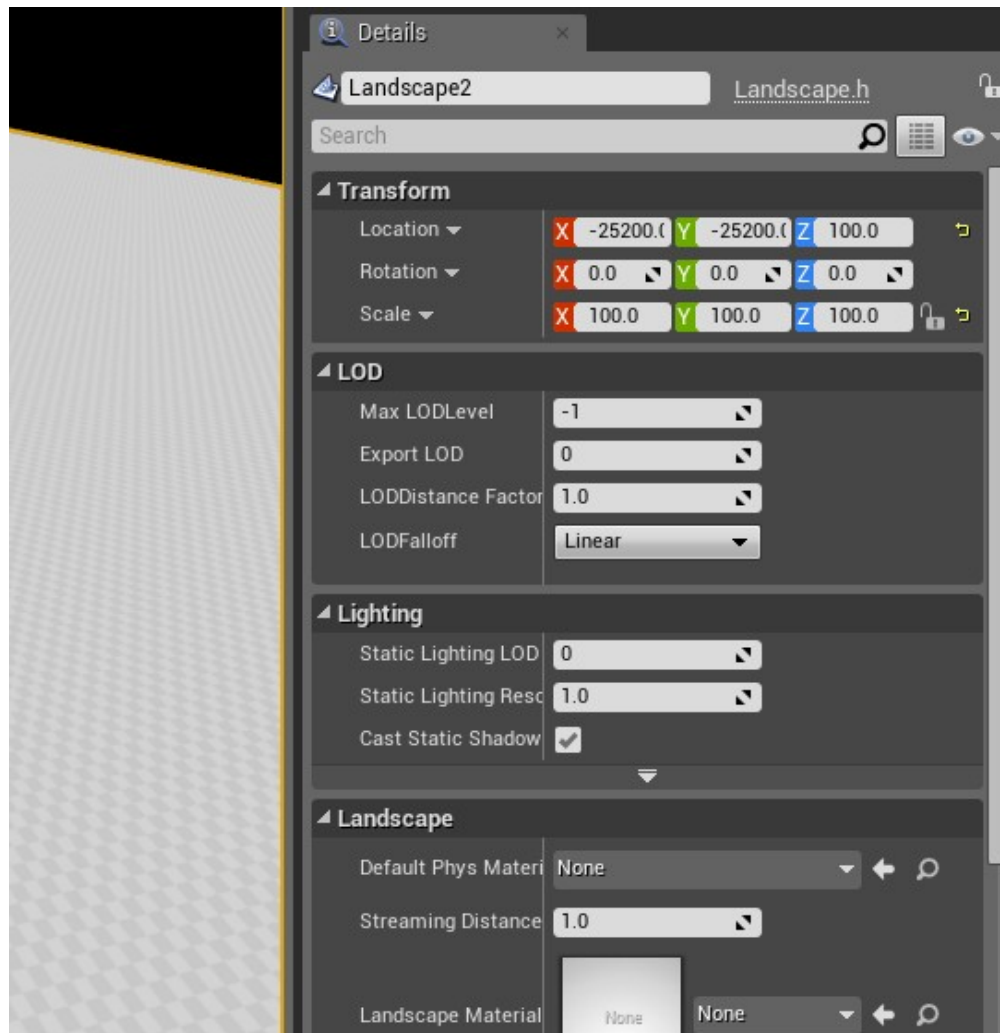 Details
Landscape2 Landscape.h
Search
Transform
Location X -25200.( Y -25200.( Z 100.0
Rotation X 0.0 Y 0.0 Z 0.0
Scale X 100.0 Y 100.0 Z 100.0
LOD
Max LODLevel -1
Export LOD 0
LODDistance Factor 1.0
LODFalloff Linear
Lighting
Static Lighting LOD 0
Static Lighting Reso 1.0
Cast Static Shadow
Landscape
Default Phys Materi None
Streaming Distance 1.0
Landscape Material None None